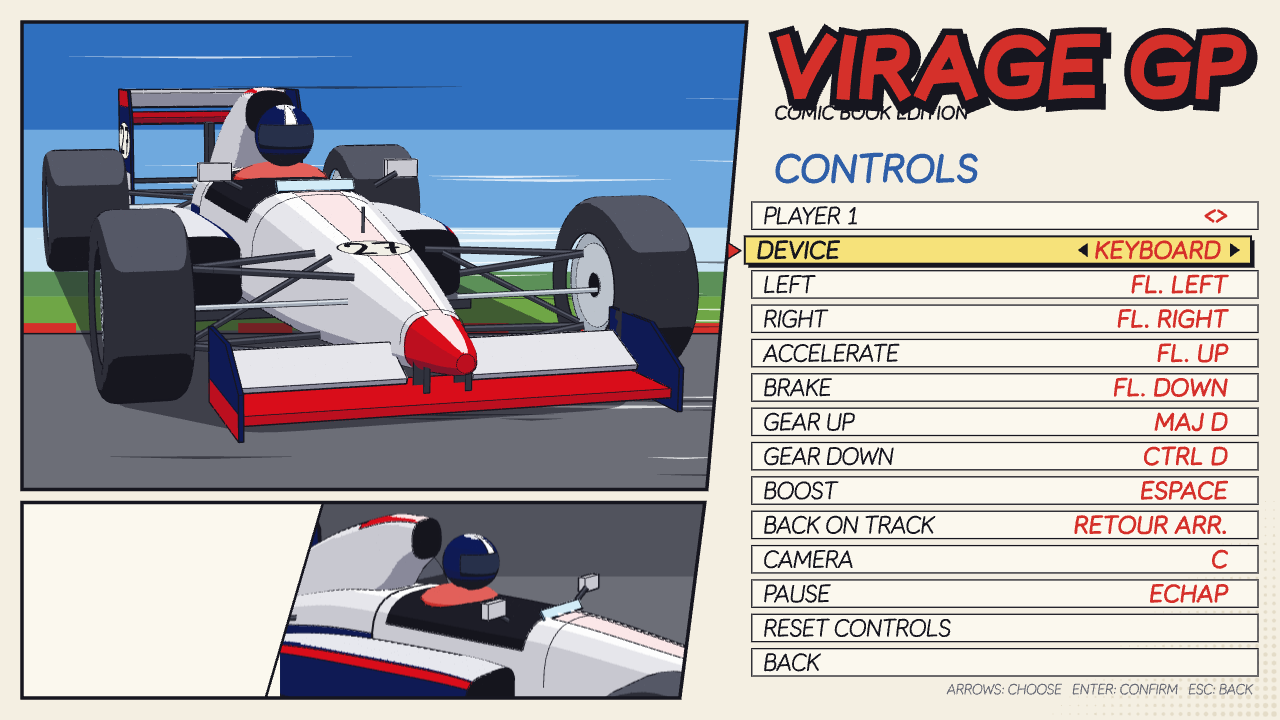 VIRAGE GP
COMIC BOOK EDITION
CONTROLS
PLAYER 1 <>
DEVICE KEYBOARD
LEFT FL. LEFT
RIGHT FL. RIGHT
ACCELERATE FL. UP
BRAKE FL. DOWN
GEAR UP MAJ D
GEAR DOWN CTRL D
BOOST ESPACE
BACK ON TRACK RETOUR ARR.
CAMERA C
PAUSE ECHAP
RESET CONTROLS
BACK
ARROWS: CHOOSE ENTER: CONFIRM ESC: BACK
27